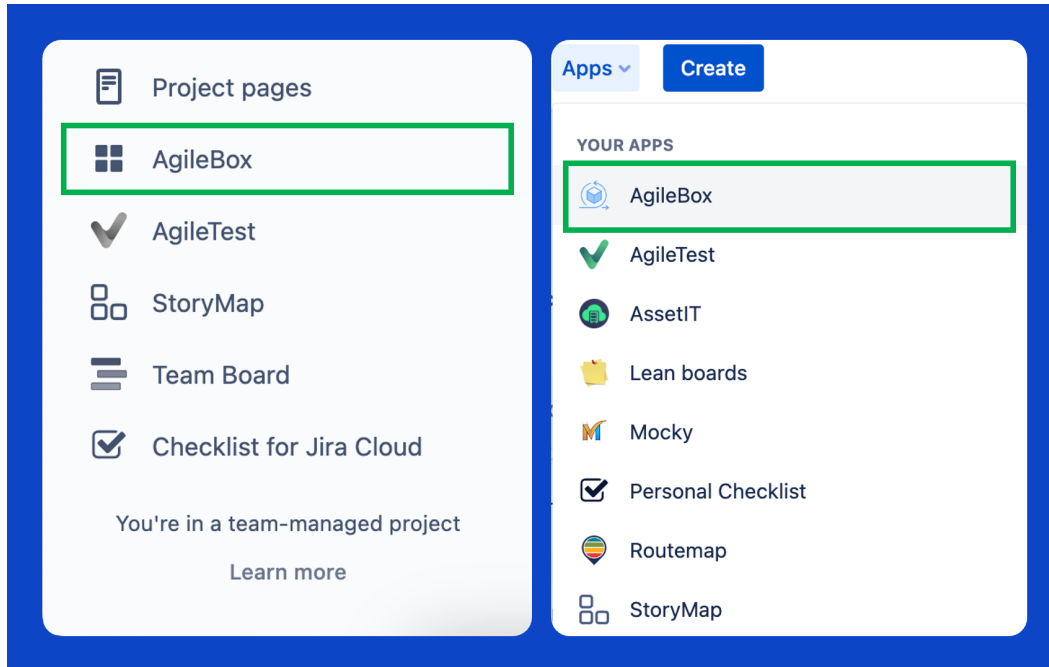 Project pages
AgileBox
AgileTest
StoryMap
Team Board
Checklist for Jira Cloud
You're in a team-managed project
Learn more
Apps
Create
YOUR APPS
AgileBox
AgileTest
AssetIT
Lean boards
Mocky
Personal Checklist
Routemap
StoryMap